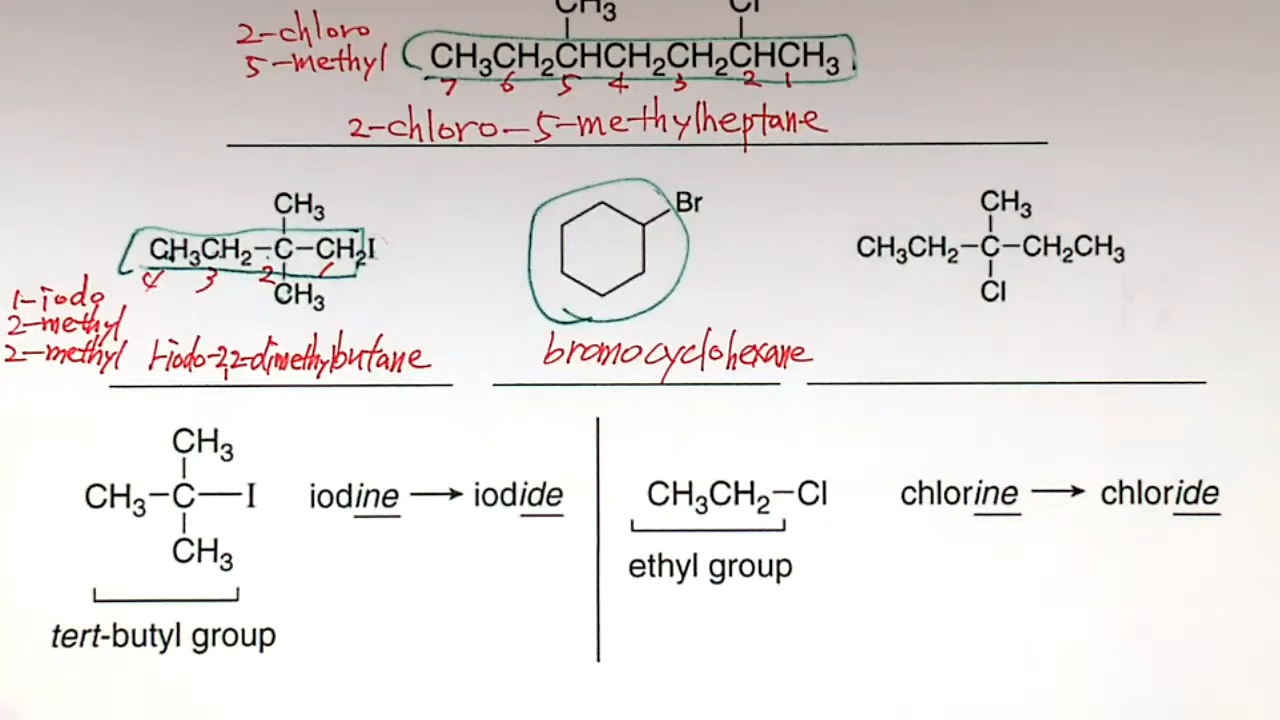 CH3 Cl
2-chloro
5-methyl CH3CH2CHCH2CH2CHCH3
7 6 5 4 3 2 1
2-chloro-5-methylheptane
CH3
CH3CH2-C-CH2I
4 3 2 1
CH3
1-iodo
2-methyl
2-methyl 1-iodo-2,2-dimethylbutane
Br
bromocyclohexane
CH3
CH3CH2-C-CH2CH3
Cl
CH3
CH3-C-I iodine → iodide
CH3
tert-butyl group
CH3CH2-Cl chlorine → chloride
ethyl group